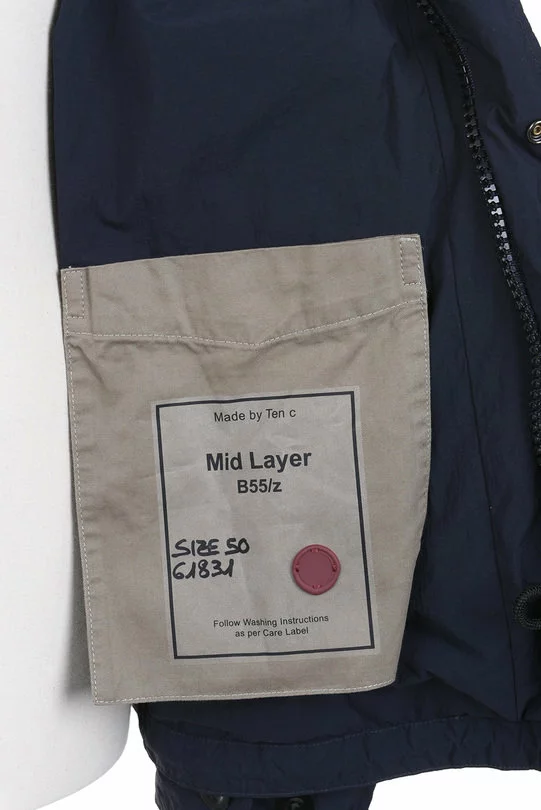 Made by Ten c
Mid Layer
B55/z
SIZE 50
61831
Follow Washing Instructions
as per Care Label